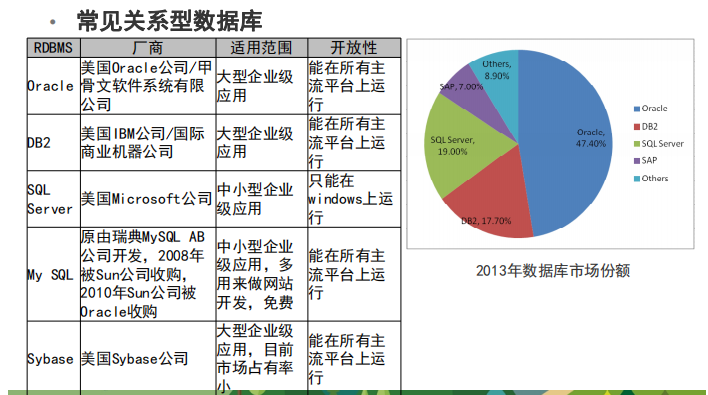 • 常见关系型数据库
RDBMS 厂商 适用范围 开放性
Oracle
美国Oracle公司/甲
骨文软件系统有限
公司
大型企业级
应用
能在所有主
流平台上运
行
DB2
美国IBM公司/国际
商业机器公司
大型企业级
应用
能在所有主
流平台上运
行
SQL
Server
美国Microsoft公司
中小型企业
级应用
只能在
windows上运
行
My SQL
原由瑞典MySQL AB
公司开发，2008年
被Sun公司收购，
2010年Sun公司被
Oracle收购
中小型企业
级应用，多
用来做网站
开发，免费
能在所有主
流平台上运
行
Sybase
美国Sybase公司
大型企业级
应用，目前
市场占有率
小
能在所有主
流平台上运
行
Others,
8.90%
SAP, 7.00%
SQL Server,
19.00%
DB2, 17.70%
Oracle,
47.40%
Oracle
DB2
SQL Server
SAP
Others
2013年数据库市场份额